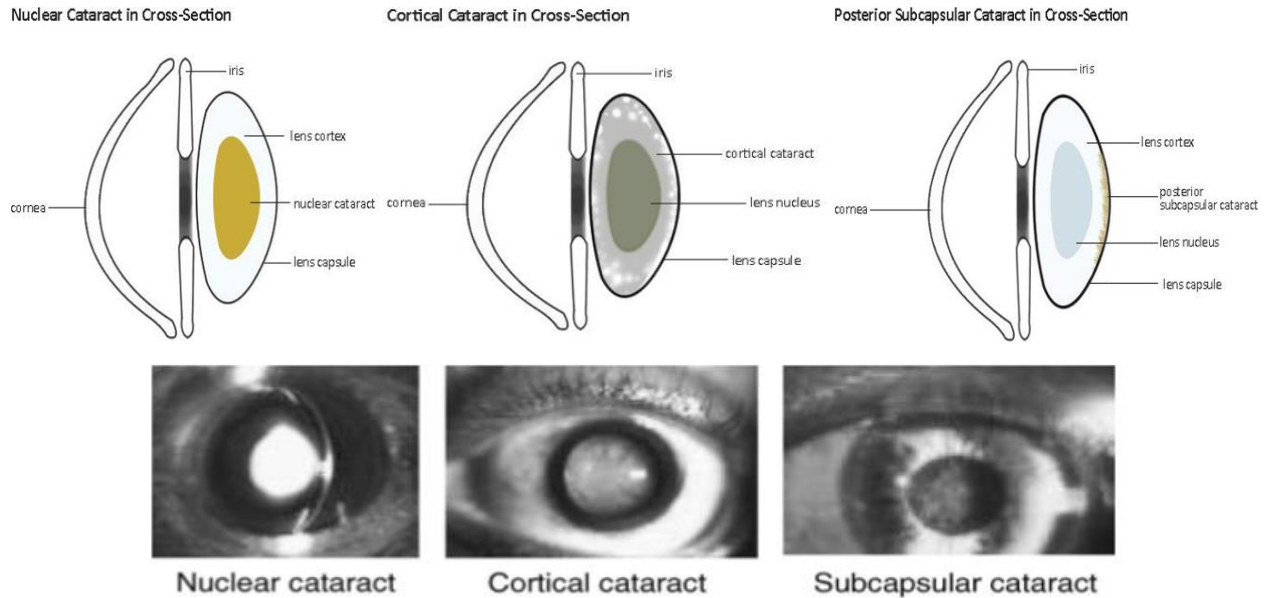 Nuclear Cataract in Cross-Section
iris
lens cortex
cornea
nuclear cataract
lens capsule
Cortical Cataract in Cross-Section
iris
cortical cataract
cornea
lens nucleus
lens capsule
Posterior Subcapsular Cataract in Cross-Section
iris
lens cortex
cornea
posterior
subcapsular cataract
lens nucleus
lens capsule
Nuclear cataract
Cortical cataract
Subcapsular cataract